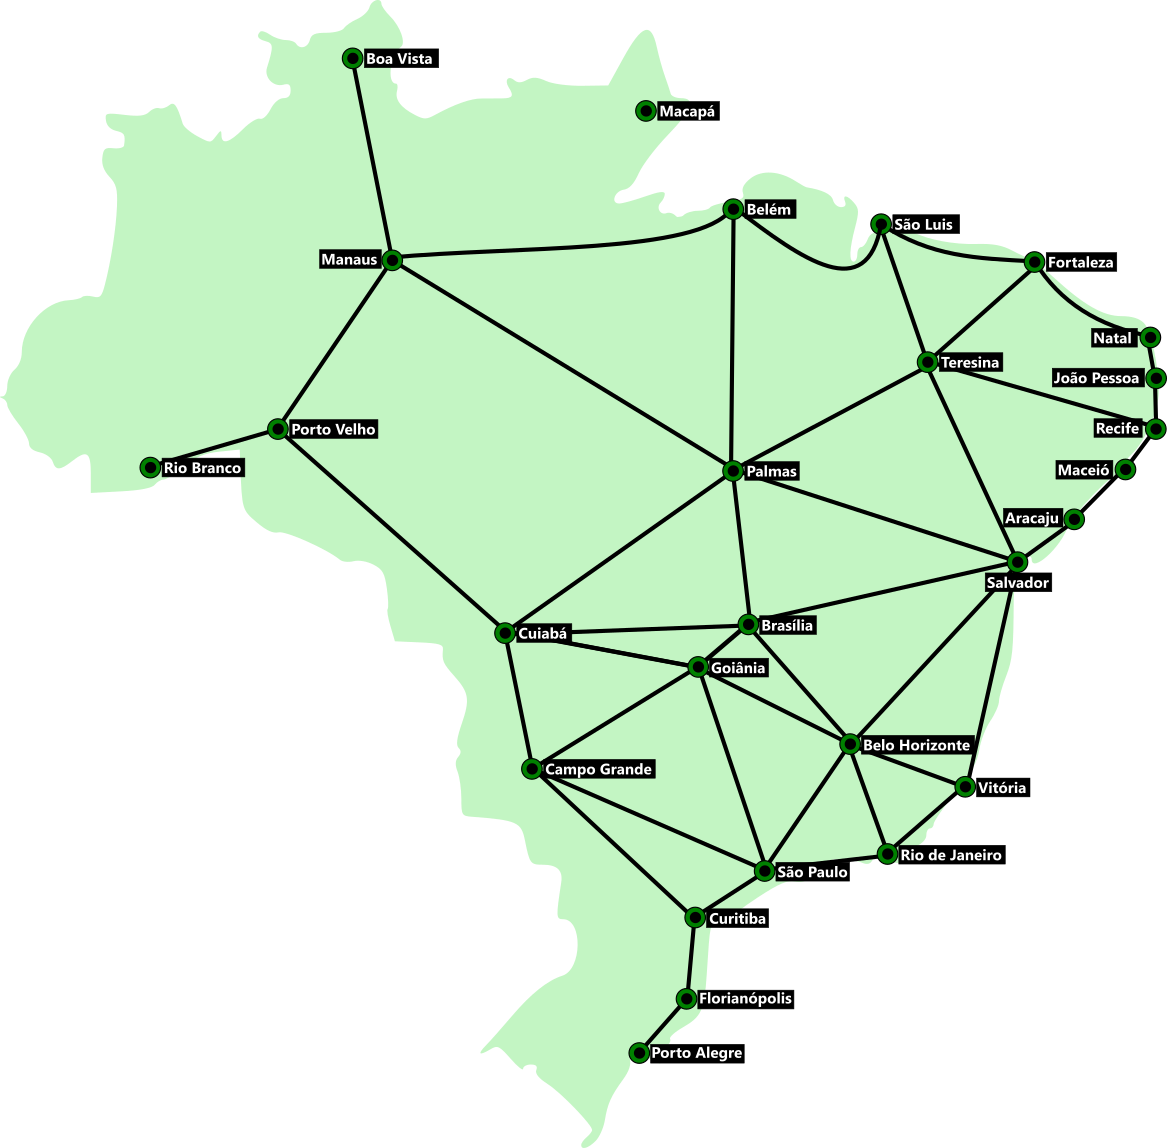 Boa Vista
Macapá
Belém
São Luis
Manaus
Fortaleza
Natal
Teresina
João Pessoa
Porto Velho
Recife
Rio Branco
Maceió
Palmas
Aracaju
Salvador
Brasília
Cuiabá
Goiânia
Belo Horizonte
Campo Grande
Vitória
Rio de Janeiro
São Paulo
Curitiba
Florianópolis
Porto Alegre